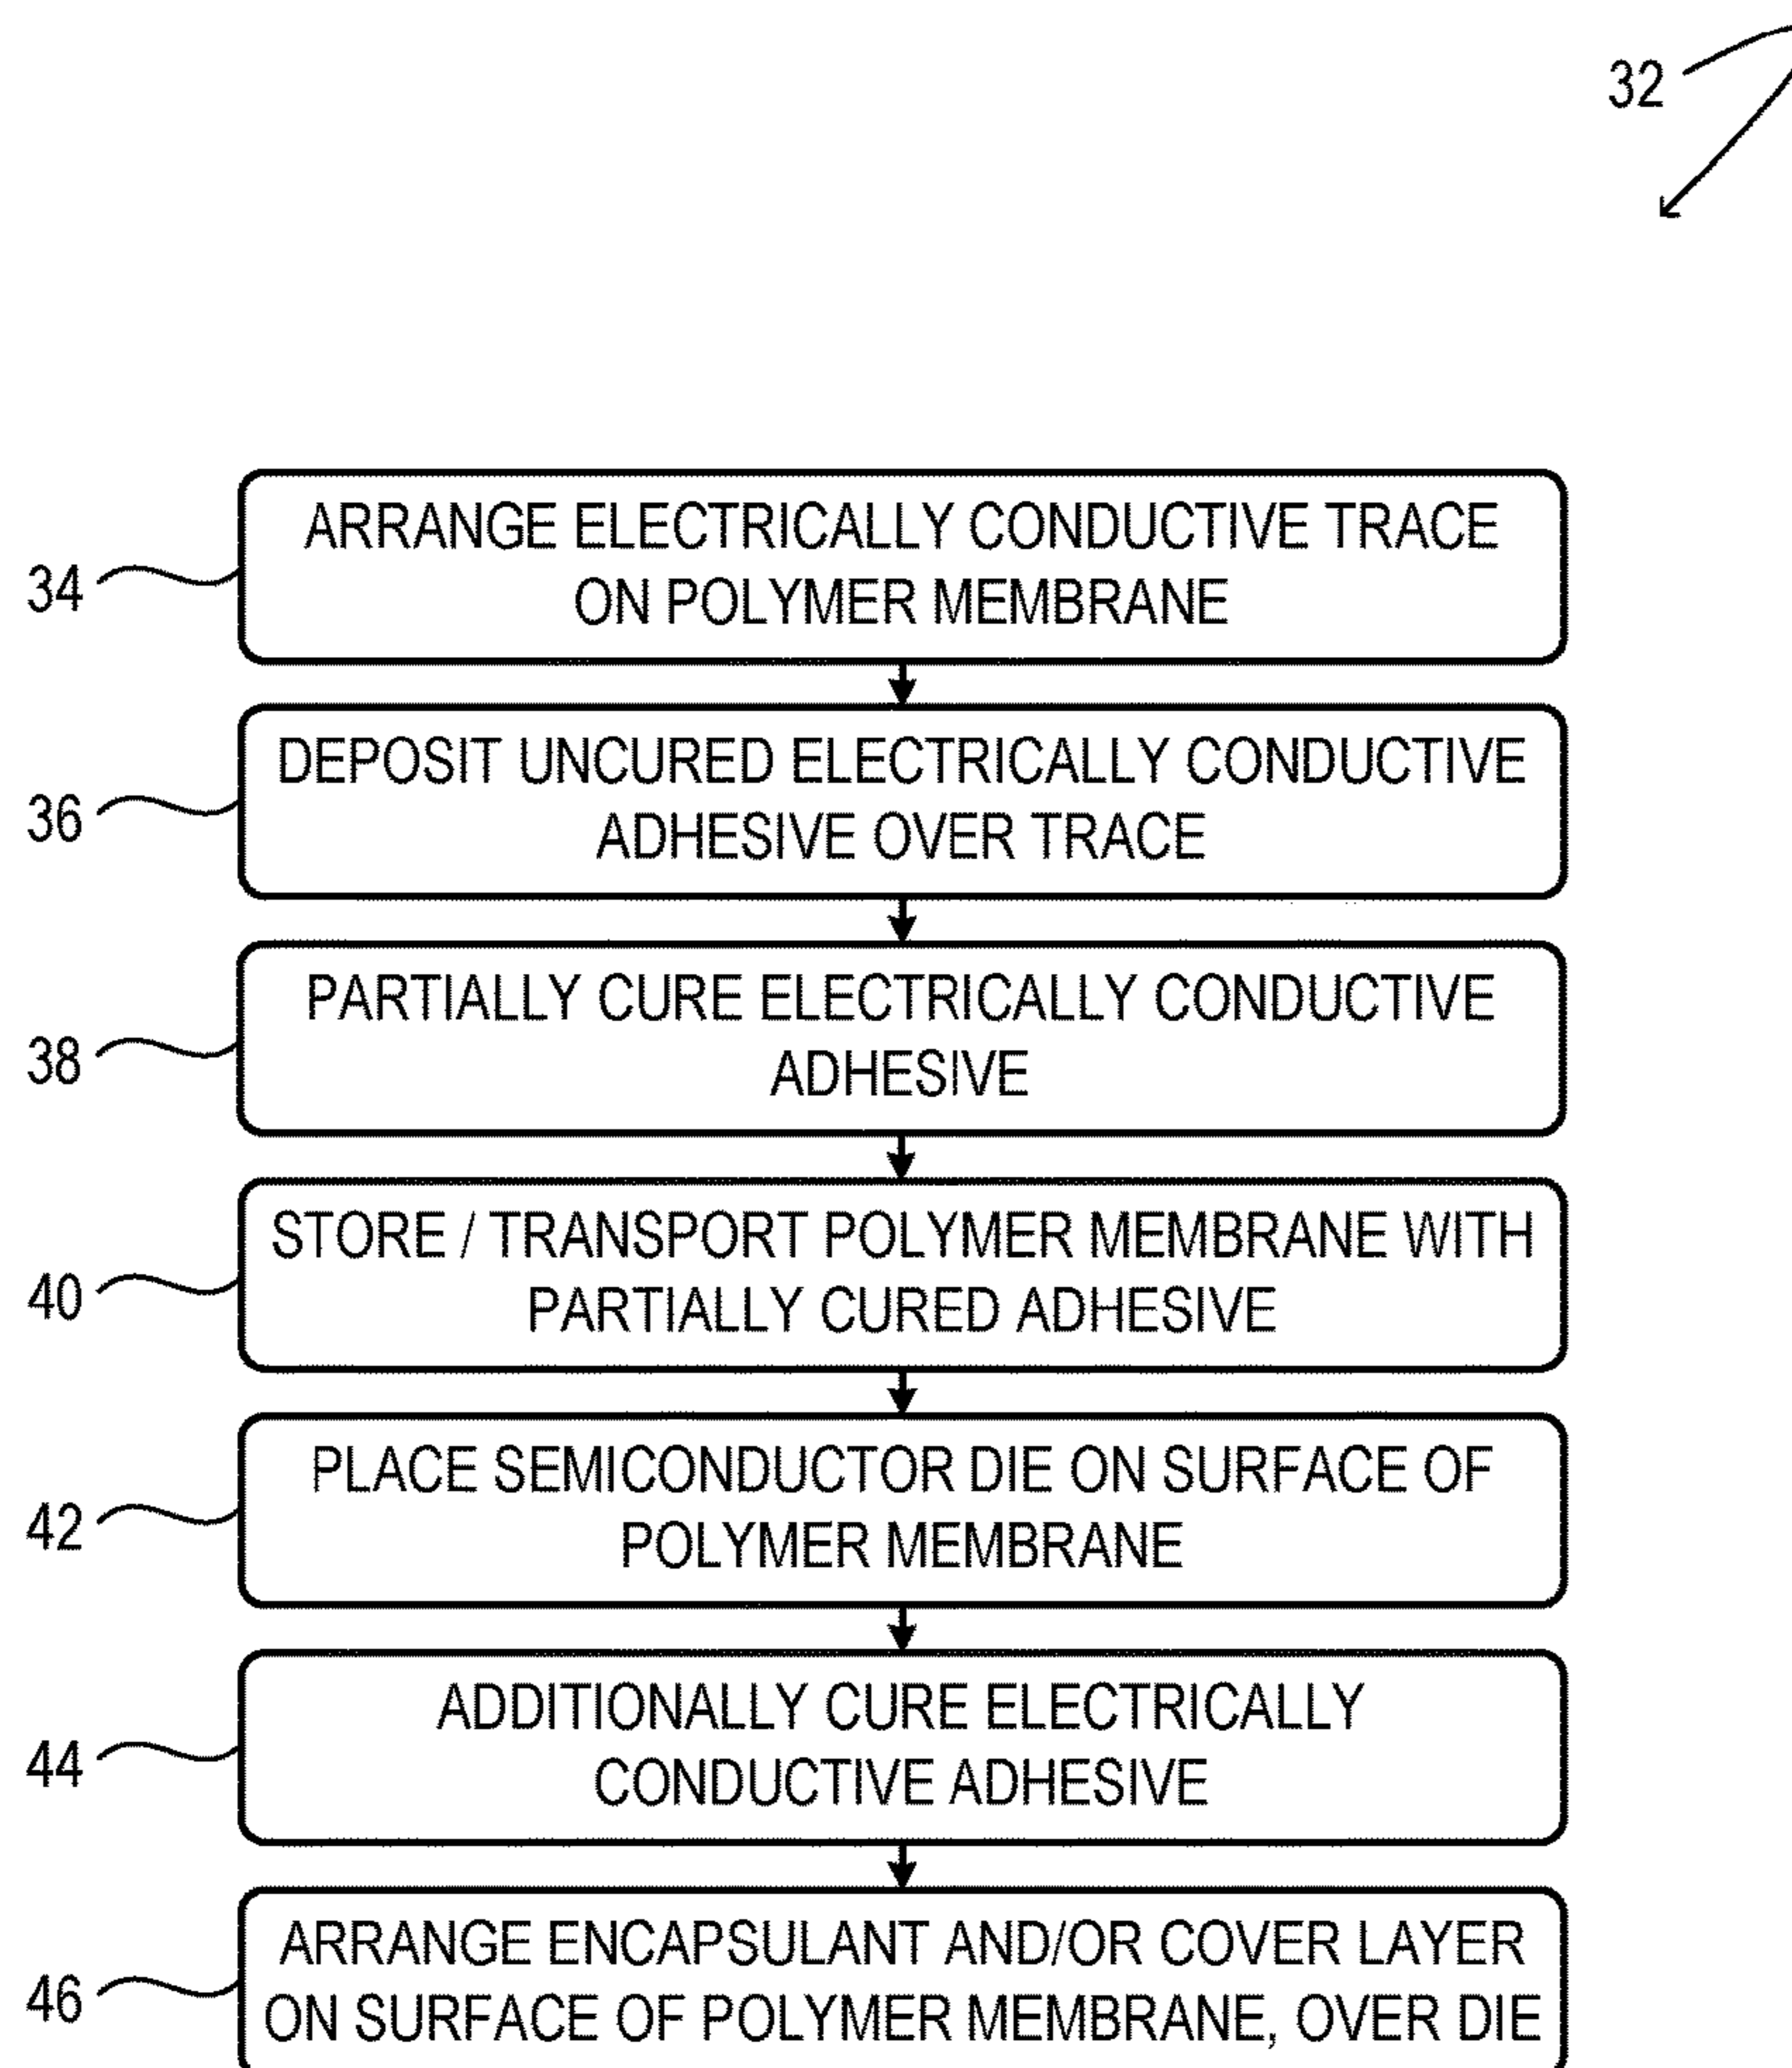 32
34
ARRANGE ELECTRICALLY CONDUCTIVE TRACE
ON POLYMER MEMBRANE
36
DEPOSIT UNCURED ELECTRICALLY CONDUCTIVE
ADHESIVE OVER TRACE
38
PARTIALLY CURE ELECTRICALLY CONDUCTIVE
ADHESIVE
40
STORE / TRANSPORT POLYMER MEMBRANE WITH
PARTIALLY CURED ADHESIVE
42
PLACE SEMICONDUCTOR DIE ON SURFACE OF
POLYMER MEMBRANE
44
ADDITIONALLY CURE ELECTRICALLY
CONDUCTIVE ADHESIVE
46
ARRANGE ENCAPSULANT AND/OR COVER LAYER
ON SURFACE OF POLYMER MEMBRANE, OVER DIE